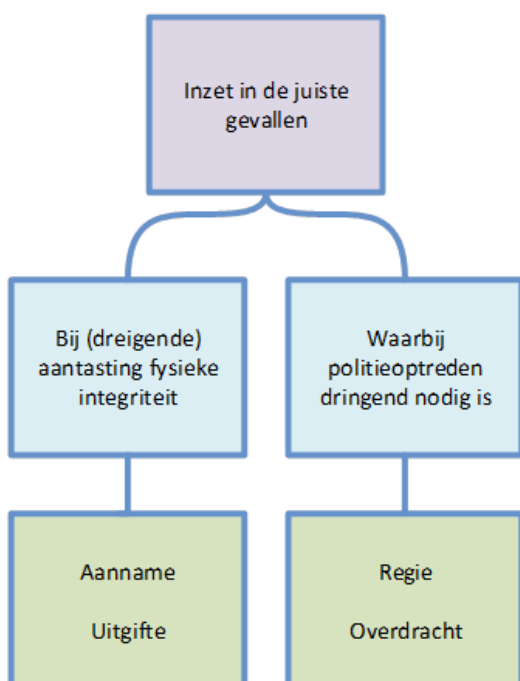 Inzet in de juiste
gevallen
Bij (dreigende)
aantasting fysieke
integriteit
Waarbij
politieoptreden
dringend nodig is
Aanname
Uitgifte
Regie
Overdracht